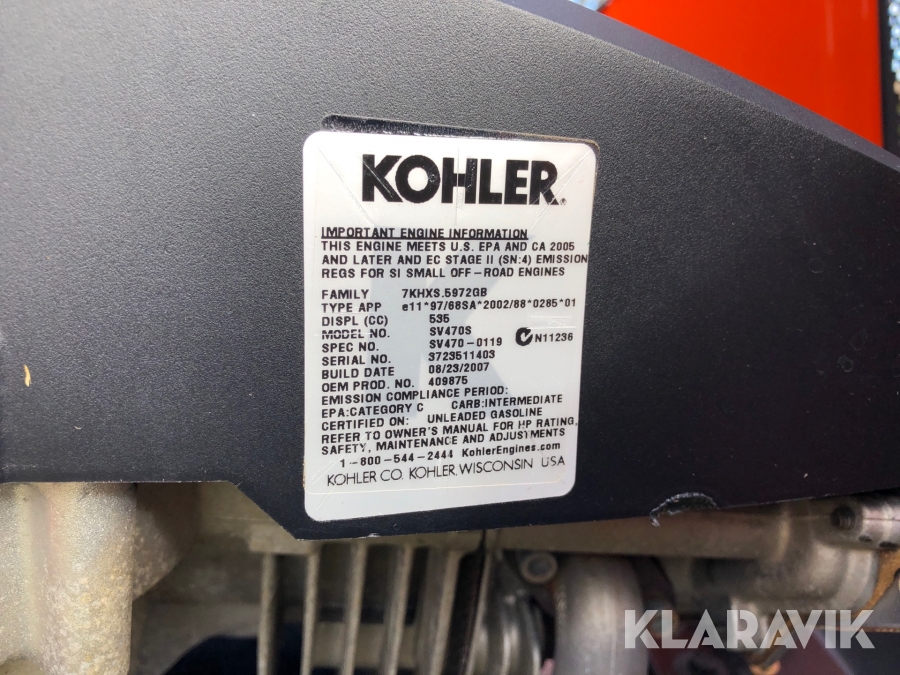 KOHLER.
IMPORTANT ENGINE INFORMATION
THIS ENGINE MEETS U.S. EPA AND CA 2005
AND LATER AND EC STAGE II (SN:4) EMISSION
REGS FOR SI SMALL OFF-ROAD ENGINES
FAMILY 7KHXS.5972GB
TYPE APP e11*97/68SA*2002/88*0285*01
DISPL (CC) 535
MODEL NO. SV470S
SPEC NO. SV470-0119 N11236
SERIAL NO. 3723511403
BUILD DATE 08/23/2007
OEM PROD. NO. 409875
EMISSION COMPLIANCE PERIOD:
EPA:CATEGORY C CARB:INTERMEDIATE
CERTIFIED ON: UNLEADED GASOLINE
REFER TO OWNER'S MANUAL FOR HP RATING,
SAFETY, MAINTENANCE AND ADJUSTMENTS
1-800-544-2444 KohlerEngines.com
KOHLER CO. KOHLER, WISCONSIN USA
KLARAVIK